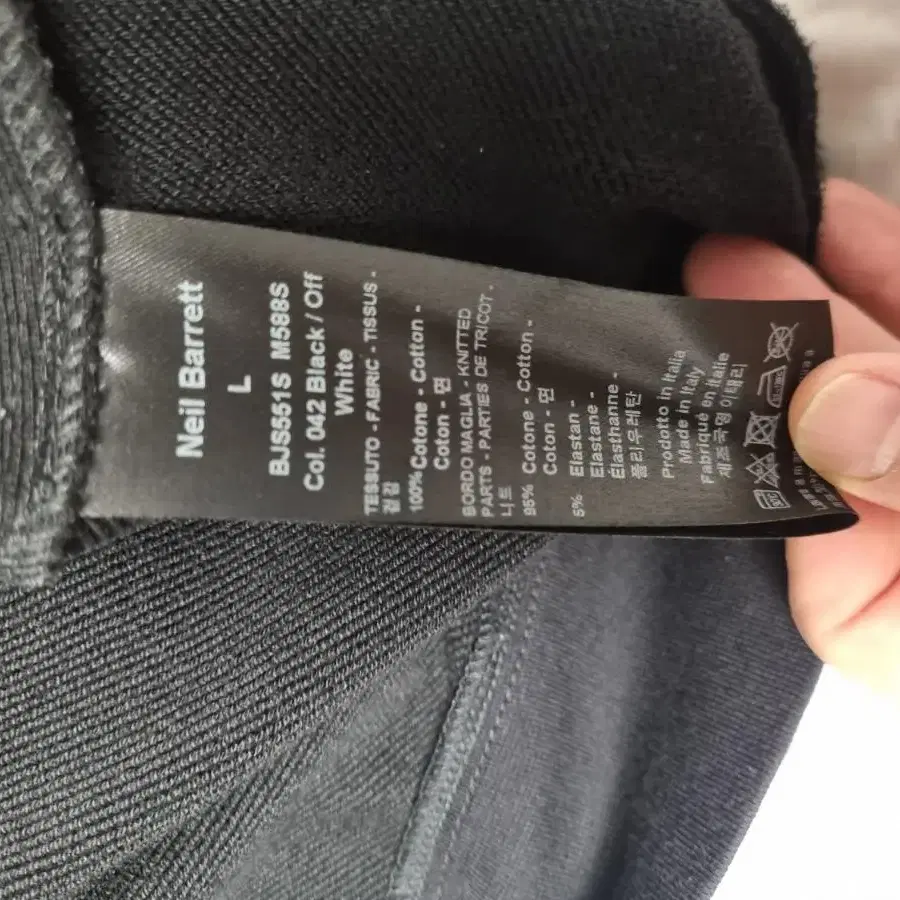 Neil Barrett
L
BJS551S M588S
Col. 042 Black / Off
White
TESSUTO - FABRIC - TISSUS -
겉감
100% Cotone - Cotton -
Coton - 면
BORDO MAGLIA - KNITTED
PARTS - PARTIES DE TRICOT -
니트
95% Cotone - Cotton -
Coton - 면
5% Elastan -
Elastane -
Élasthanne -
폴리우레탄
Prodotto in Italia
Made in Italy
Fabriqué en Italie
제조국명 이태리